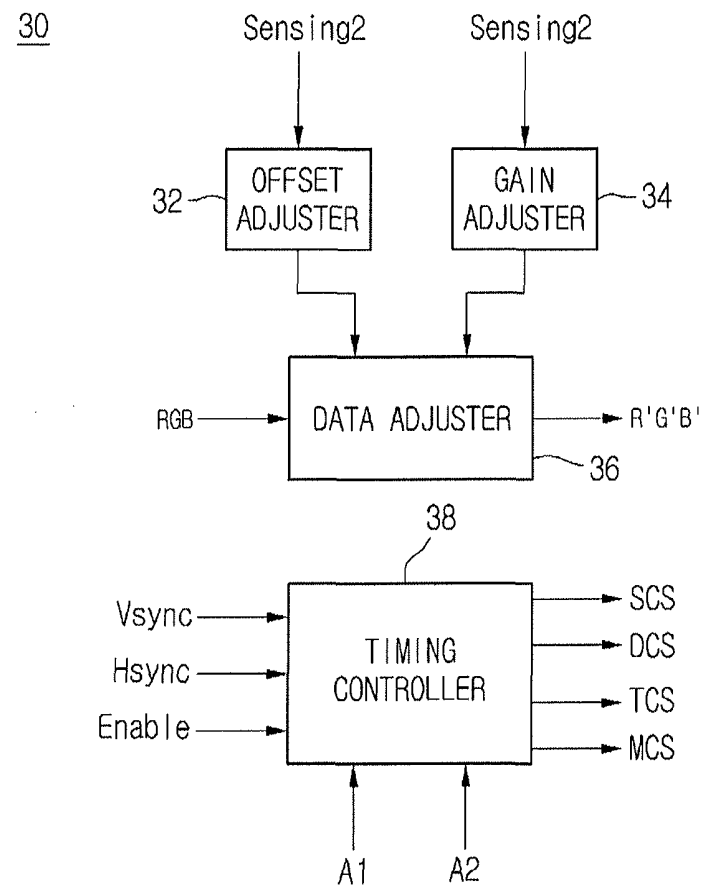 30
Sensing2
Sensing2
32
OFFSET
ADJUSTER
GAIN
ADJUSTER
34
RGB
DATA ADJUSTER
R'G'B'
36
38
Vsync
Hsync
Enable
TIMING
CONTROLLER
SCS
DCS
TCS
MCS
A1
A2